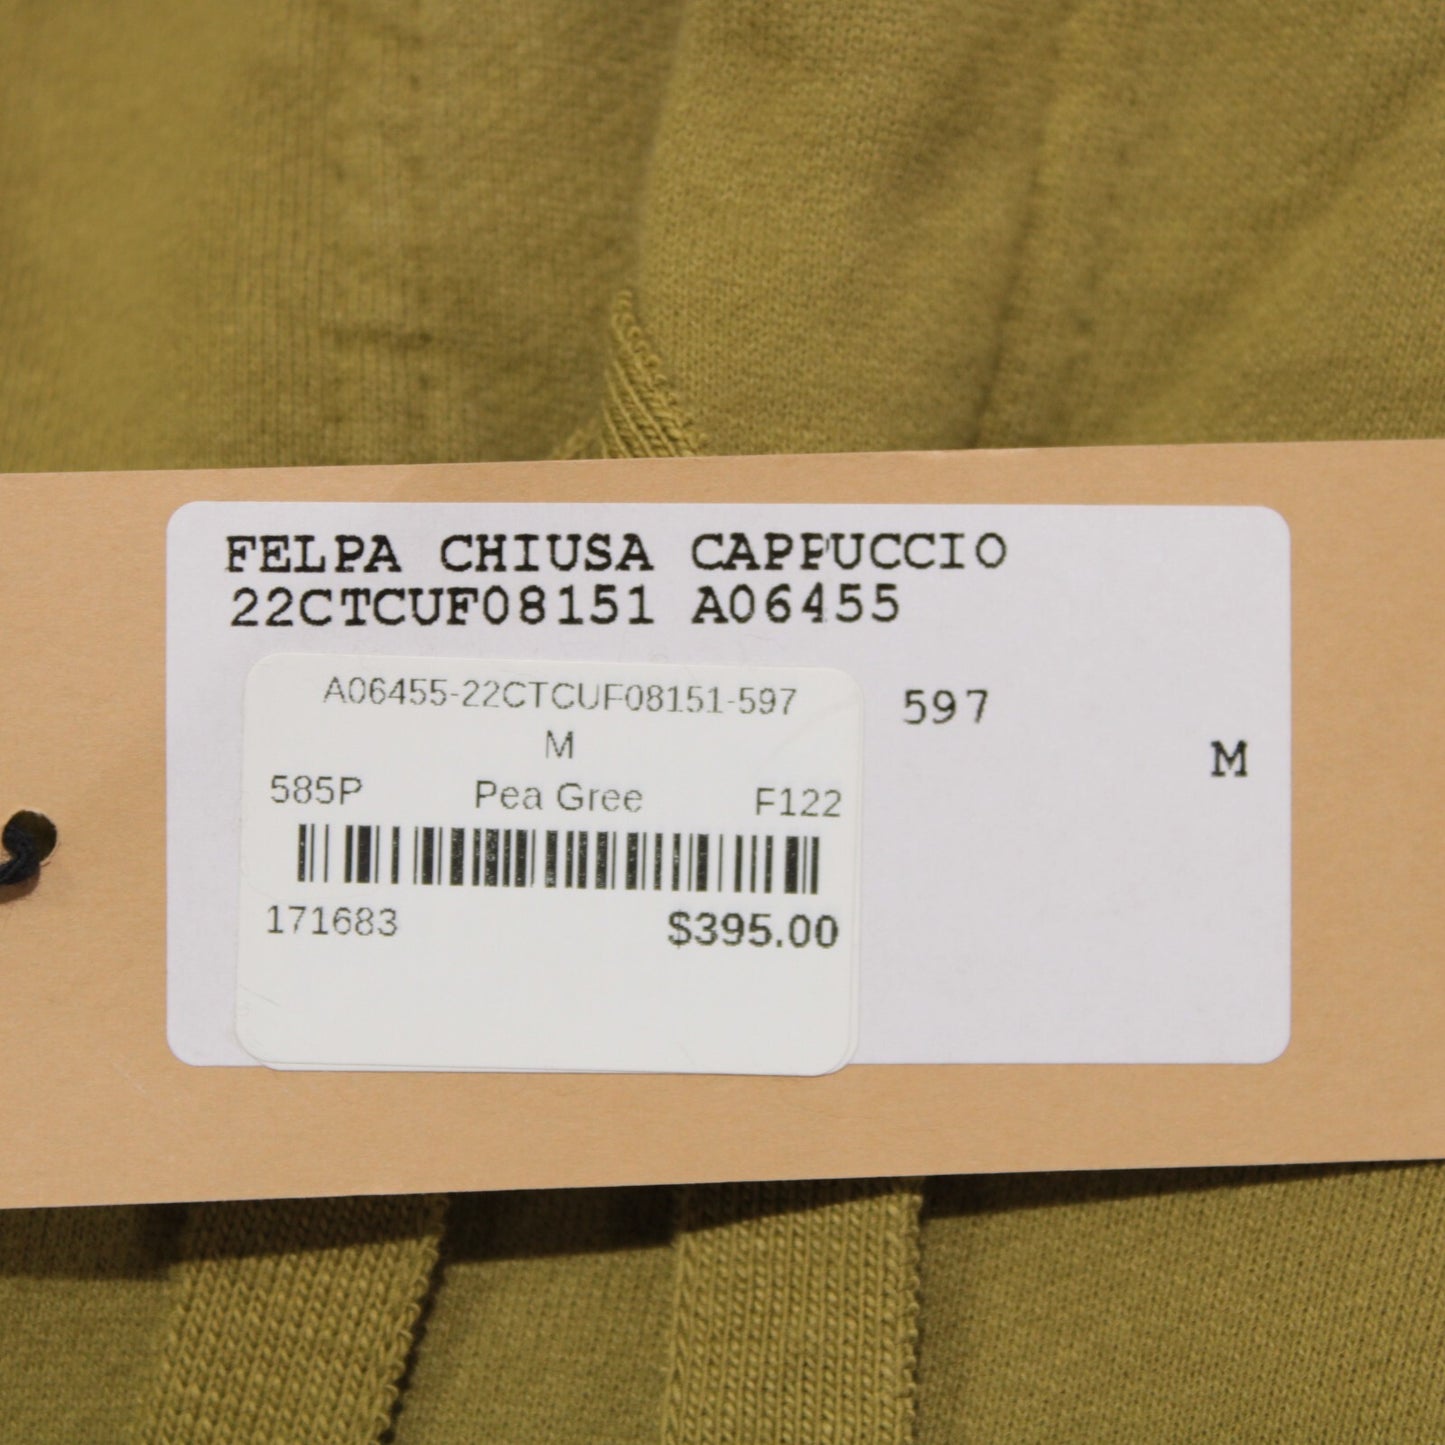 FELPA CHIUSA CAPPUCCIO
22CTCUF08151 A06455
597
M
A06455-22CTCUF08151-597
M
585P Pea Gree F122
171683 $395.00